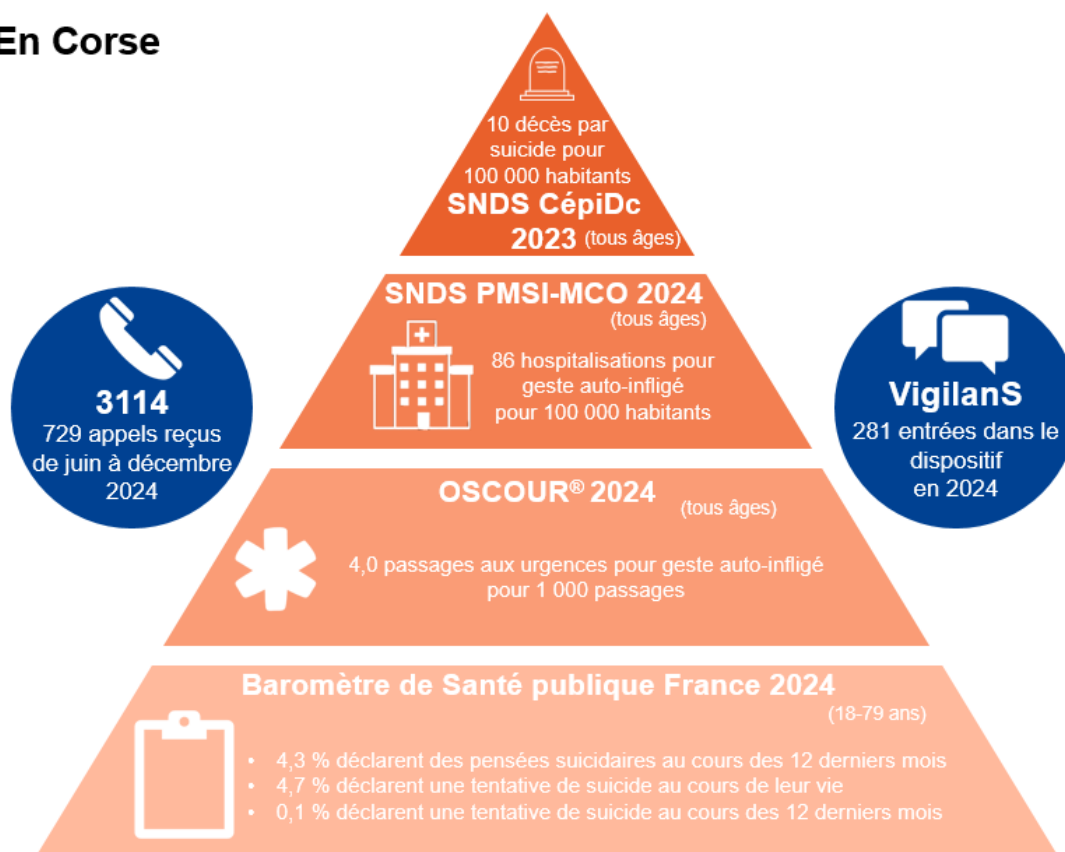 En Corse
10 décès par
suicide pour
100 000 habitants
SNDS CépiDc
2023 (tous âges)
SNDS PMSI-MCO 2024
(tous âges)
86 hospitalisations pour
geste auto-infligé
pour 100 000 habitants
3114
729 appels reçus
de juin à décembre
2024
VigilanS
281 entrées dans le
dispositif
en 2024
OSCOUR® 2024
(tous âges)
4,0 passages aux urgences pour geste auto-infligé
pour 1 000 passages
Baromètre de Santé publique France 2024
(18-79 ans)
• 4,3 % déclarent des pensées suicidaires au cours des 12 derniers mois
• 4,7 % déclarent une tentative de suicide au cours de leur vie
• 0,1 % déclarent une tentative de suicide au cours des 12 derniers mois